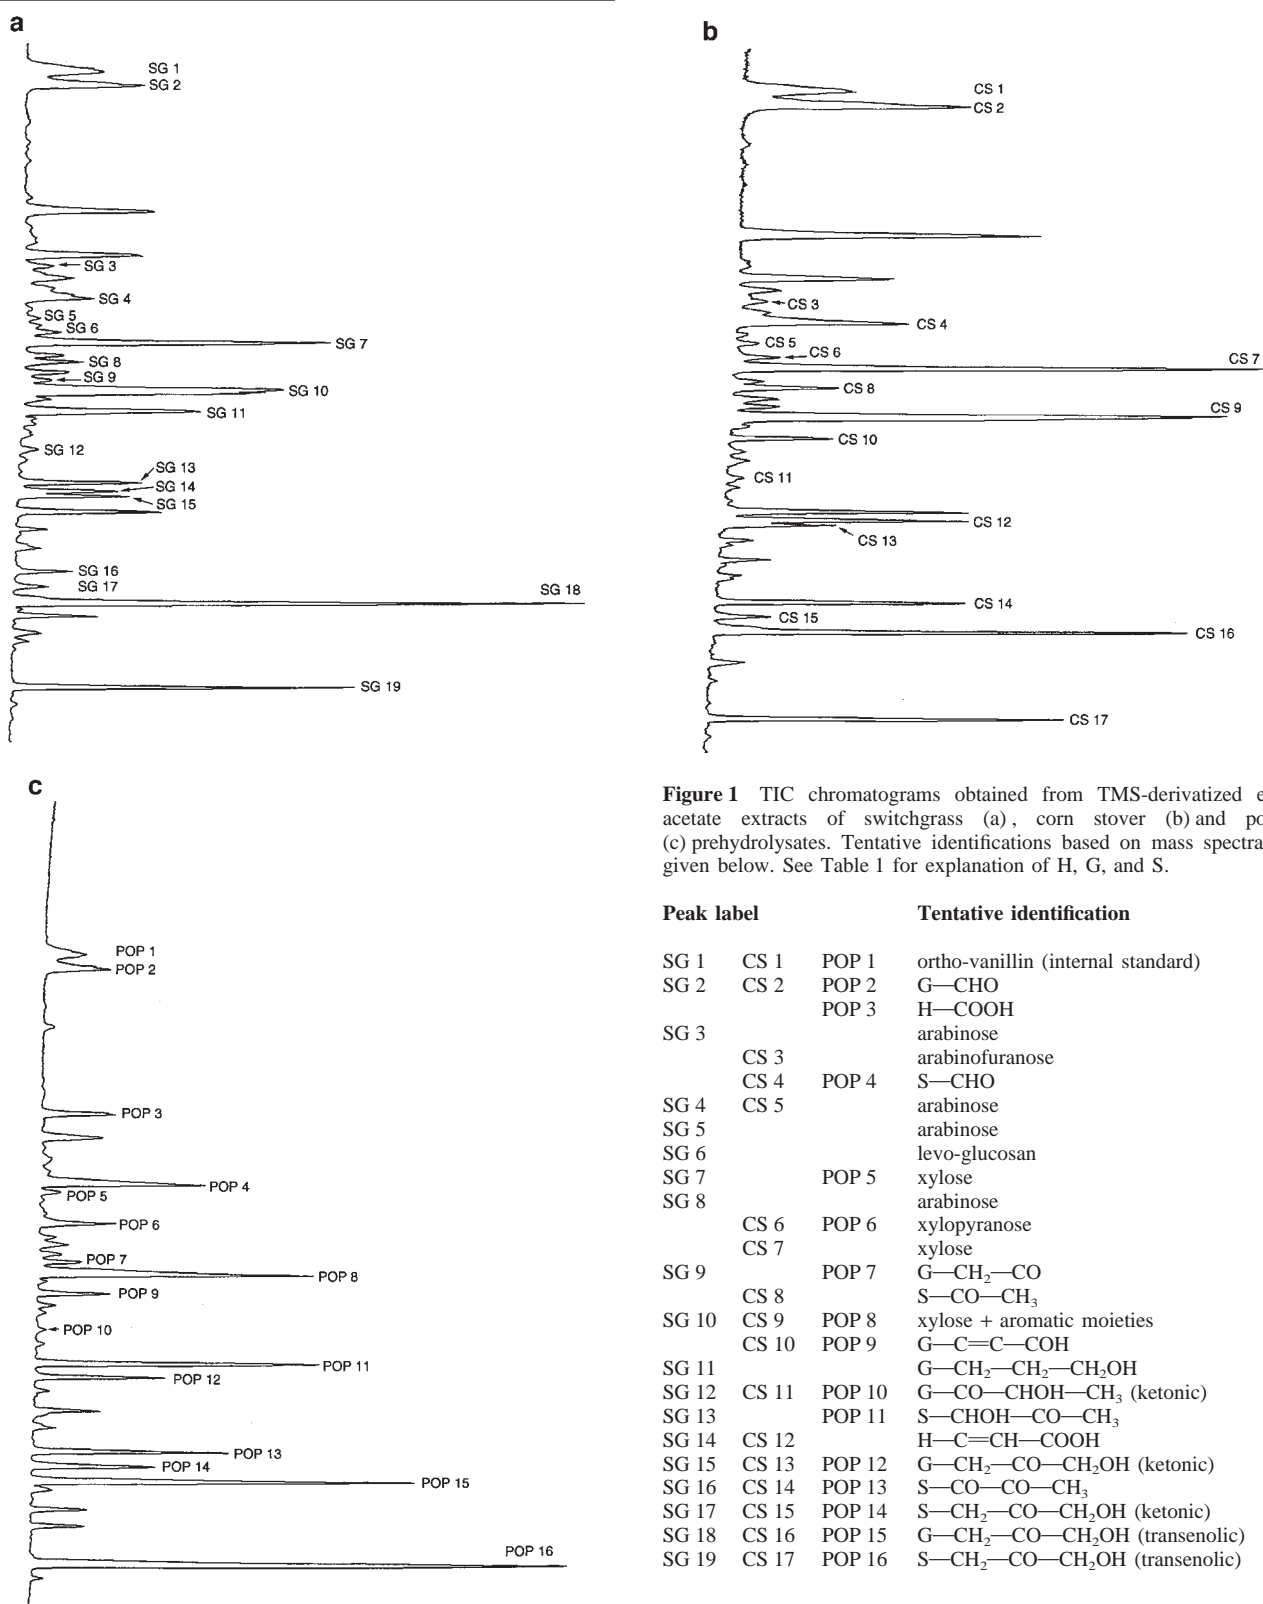 a
SG 1
SG 2
SG 3
SG 4
SG 5
SG 6
SG 7
SG 8
SG 9
SG 10
SG 11
SG 12
SG 13
SG 14
SG 15
SG 16
SG 17
SG 18
SG 19
b
CS 1
CS 2
CS 3
CS 4
CS 5
CS 6
CS 7
CS 8
CS 9
CS 10
CS 11
CS 12
CS 13
CS 14
CS 15
CS 16
CS 17
c
POP 1
POP 2
POP 3
POP 4
POP 5
POP 6
POP 7
POP 8
POP 9
POP 10
POP 11
POP 12
POP 13
POP 14
POP 15
POP 16
Figure 1 TIC chromatograms obtained from TMS-derivatized
acetate extracts of switchgrass (a), corn stover (b) and
(c) prehydrolysates. Tentative identifications based on mass spectra
given below. See Table 1 for explanation of H, G, and S.
Peak label Tentative identification
SG 1 CS 1 POP 1 ortho-vanillin (internal standard)
SG 2 CS 2 POP 2 G—CHO
POP 3 H—COOH
SG 3 arabinose
CS 3 arabinofuranose
CS 4 POP 4 S—CHO
SG 4 CS 5 arabinose
SG 5 arabinose
SG 6 levo-glucosan
SG 7 POP 5 xylose
SG 8 arabinose
CS 6 POP 6 xylopyranose
CS 7 xylose
SG 9 POP 7 G—CH₂—CO
CS 8 S—CO—CH₃
SG 10 CS 9 POP 8 xylose + aromatic moieties
CS 10 POP 9 G—C=C—COH
SG 11 G—CH₂—CH₂—CH₂OH
SG 12 CS 11 POP 10 G—CO—CHOH—CH₃ (ketonic)
SG 13 POP 11 S—CHOH—CO—CH₃
SG 14 CS 12 H—C=CH—COOH
SG 15 CS 13 POP 12 G—CH₂—CO—CH₂OH (ketonic)
SG 16 CS 14 POP 13 S—CO—CO—CH₃
SG 17 CS 15 POP 14 S—CH₂—CO—CH₂OH (ketonic)
SG 18 CS 16 POP 15 G—CH₂—CO—CH₂OH (transenolic)
SG 19 CS 17 POP 16 S—CH₂—CO—CH₂OH (transenolic)